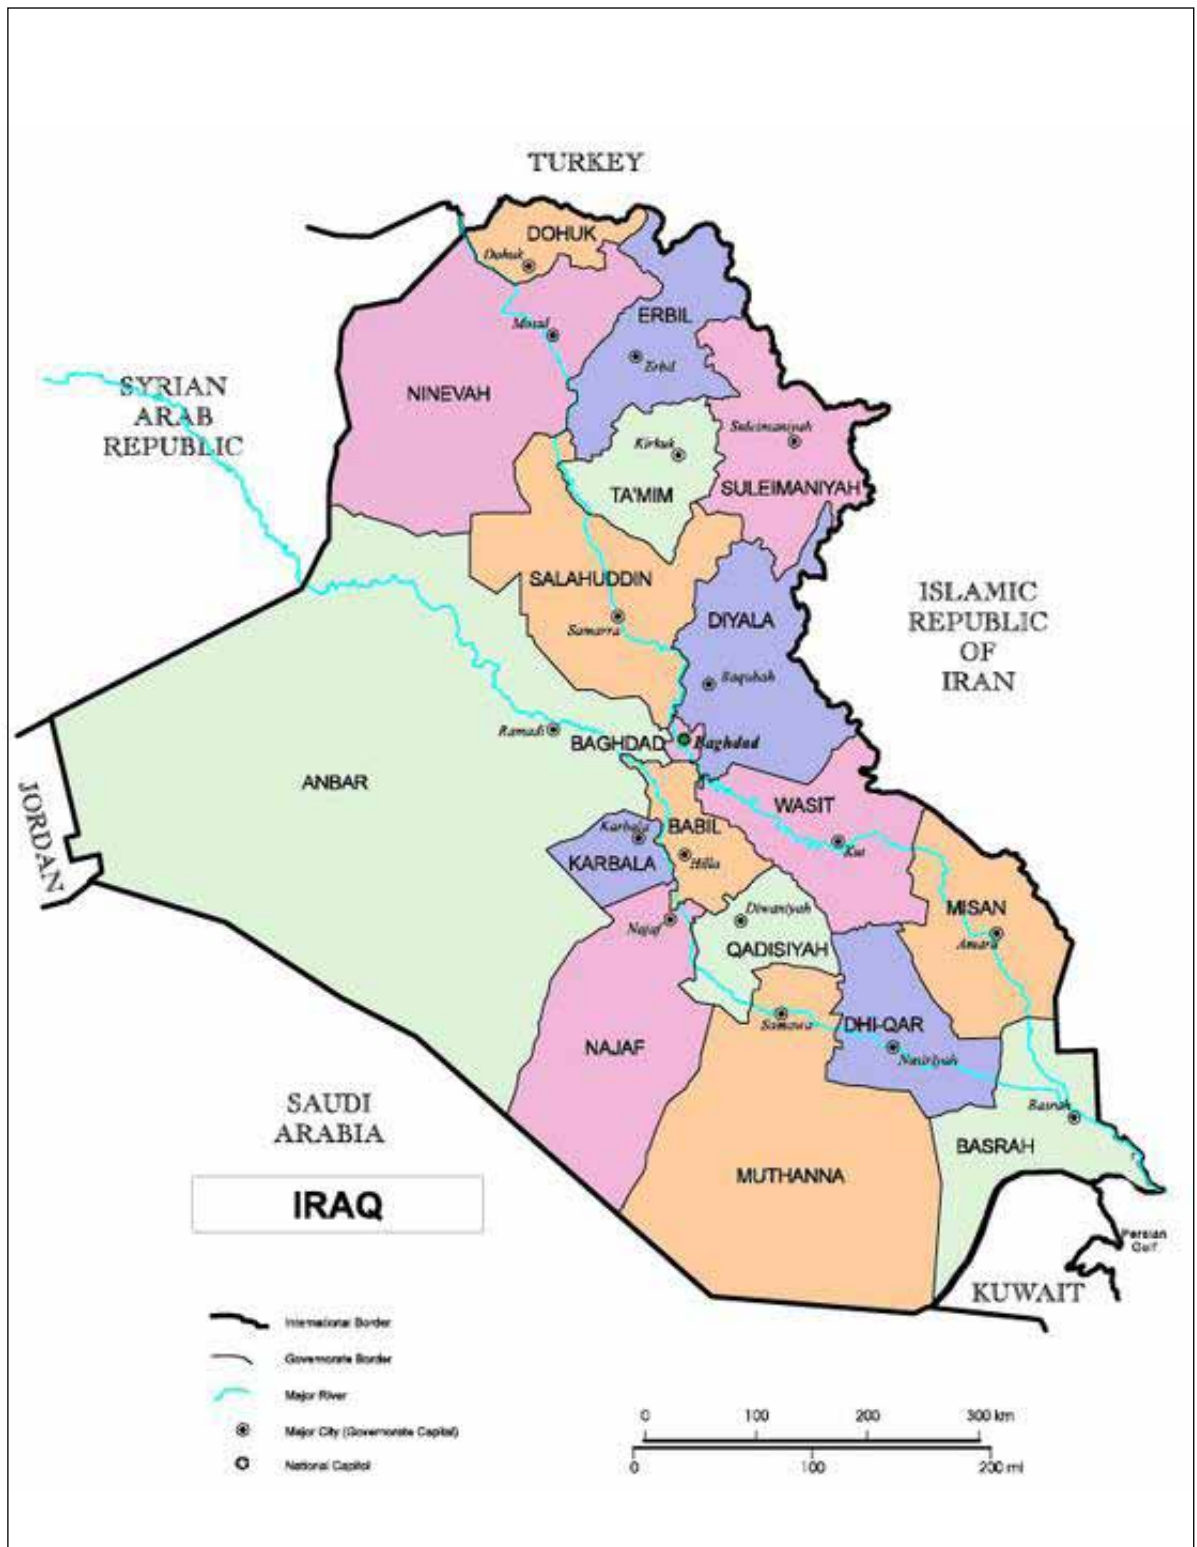 TURKEY
DOHUK
Dohuk
ERBIL
Mosul
Erbil
SYRIAN
ARAB
REPUBLIC
NINEVAH
Suleimaniyah
Kirkuk
TA'MIM
SULEIMANIYAH
SALAHUDDIN
ISLAMIC
REPUBLIC
OF
IRAN
DIYALA
Samarra
Baqubah
Ramadi
BAGHDAD
Baghdad
ANBAR
JORDAN
WASIT
Karbala
BABIL
Kut
KARBALA
Hilla
MISAN
Diwaniyah
Najaf
Amara
QADISIYAH
Samawa
DHI-QAR
NAJAF
Nasiriyah
SAUDI
ARABIA
Basrah
BASRAH
MUTHANNA
IRAQ
Persian
Gulf
KUWAIT
International Border
Governorate Border
Major River
Major City (Governorate Capital)
National Capitol
0 100 200 300 km
0 100 200 mi